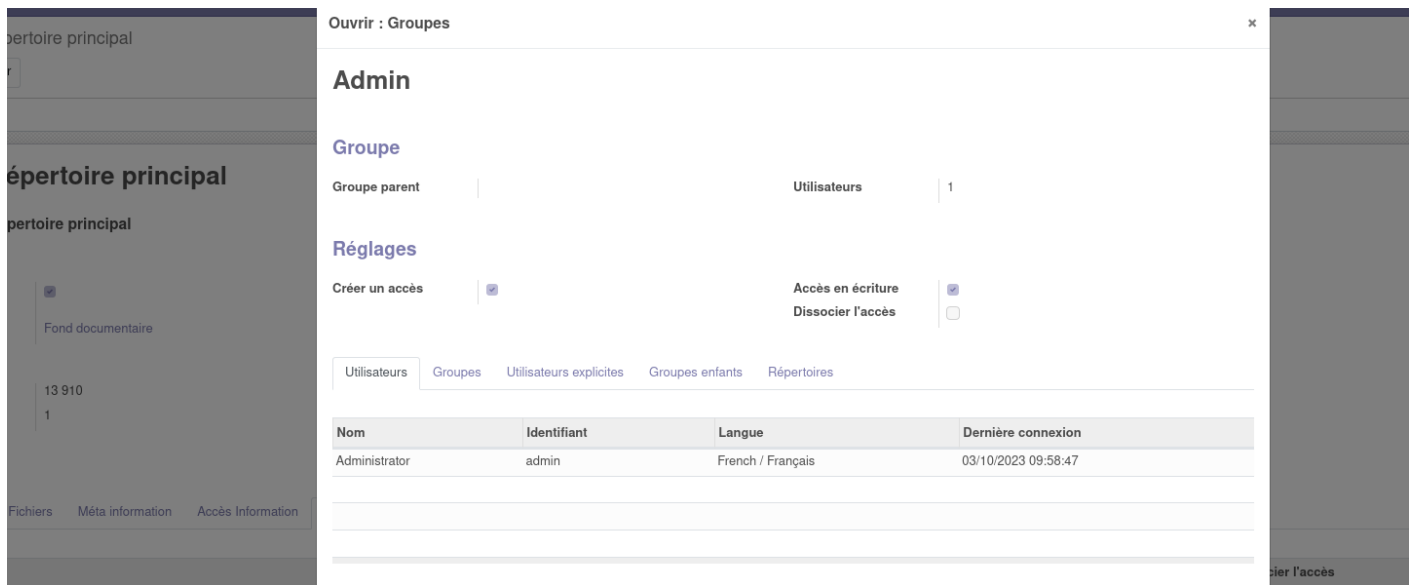 Ouvrir : Groupes ×
pertoire principal
r
Admin
Groupe
épertoire principal
Groupe parent Utilisateurs 1
pertoire principal
Réglages
Créer un accès Accès en écriture
Dissocier l'accès
Fond documentaire
Utilisateurs Groupes Utilisateurs explicites Groupes enfants Répertoires
13 910
1
Nom Identifiant Langue Dernière connexion
Administrator admin French / Français 03/10/2023 09:58:47
Fichiers Méta information Accès Information
cier l'accès